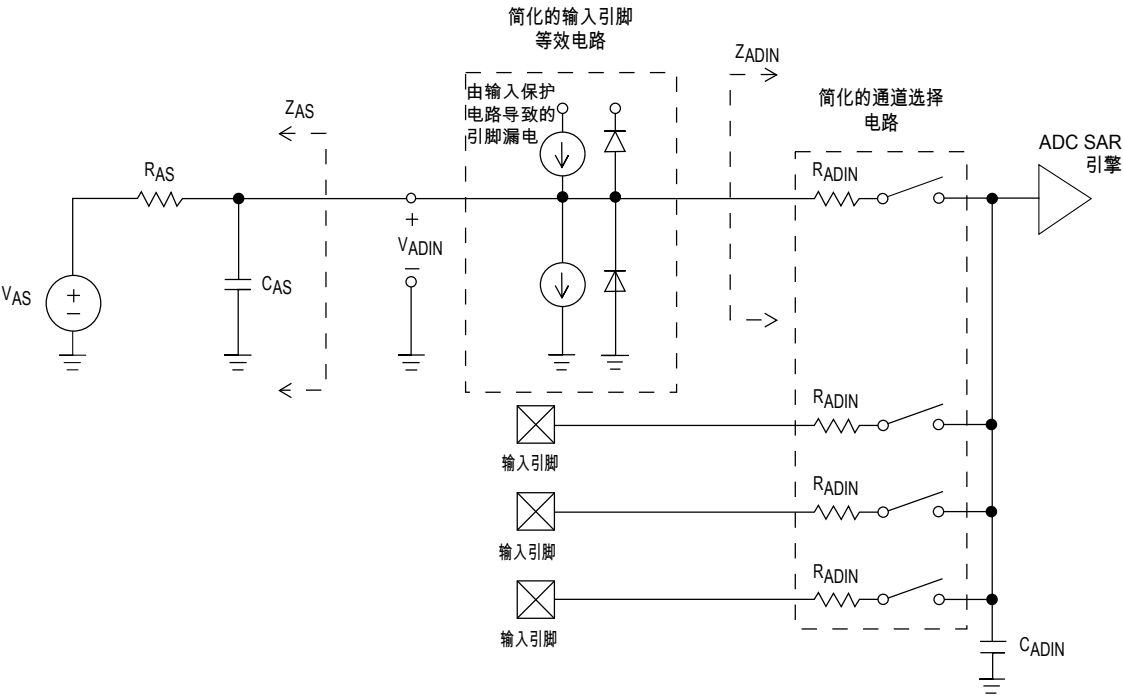 简化的输入引脚
等效电路
ZADIN
由输入保护
电路导致的
引脚漏电
简化的通道选择
电路
ZAS
ADC SAR
引擎
RAS
RADIN
+
VADIN
−
CAS
VAS
+
−
RADIN
输入引脚
RADIN
输入引脚
RADIN
输入引脚
CADIN